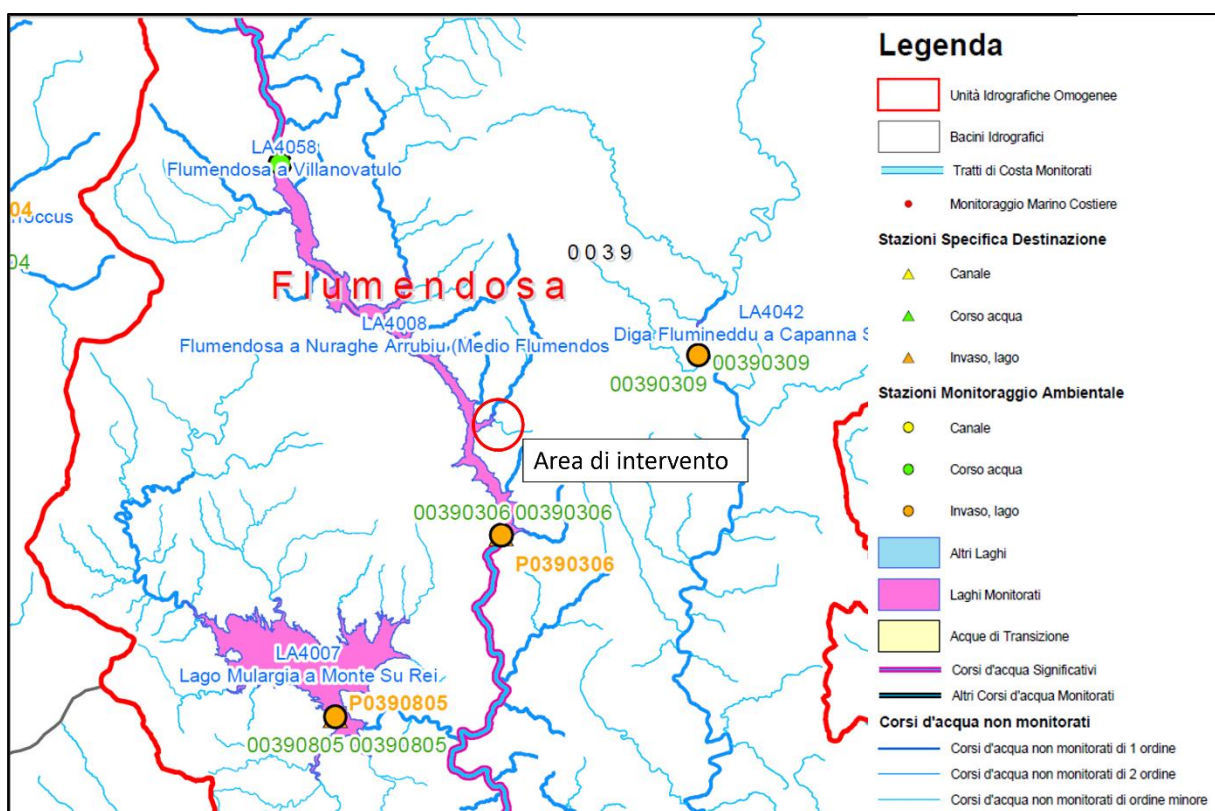 LA4058
Flumendosa a Villanovatulo
04
roccus
04
0039
Flumendosa
LA4008
Flumendosa a Nuraghe Arrubiu (Medio Flumendos
LA4042
Diga Flumineddu a Capanna S
00390309
00390309
Area di intervento
00390306 00390306
P0390306
LA4007
Lago Mulargia a Monte Su Rei
P0390805
00390805 00390805
Legenda
Unità Idrografiche Omogenee
Bacini Idrografici
Tratti di Costa Monitorati
Monitoraggio Marino Costiere
Stazioni Specifica Destinazione
Canale
Corso acqua
Invaso, lago
Stazioni Monitoraggio Ambientale
Canale
Corso acqua
Invaso, lago
Altri Laghi
Laghi Monitorati
Acque di Transizione
Corsi d'acqua Significativi
Altri Corsi d'acqua Monitorati
Corsi d'acqua non monitorati
Corsi d'acqua non monitorati di 1 ordine
Corsi d'acqua non monitorati di 2 ordine
Corsi d'acqua non monitorati di ordine minore